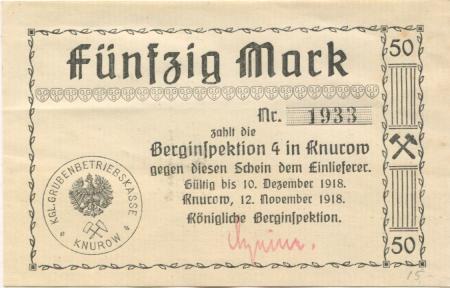 Fünfzig Mark
50
Nr. 1933
zahlt die
Berginspektion 4 in Knurow
gegen diesen Schein dem Einlieferer.
Gültig bis 10. Dezember 1918.
Knurow, 12. November 1918.
Königliche Berginspektion.
KGL. GRUBENBETRIEBSKASSE
* KNUROW *
50
15-